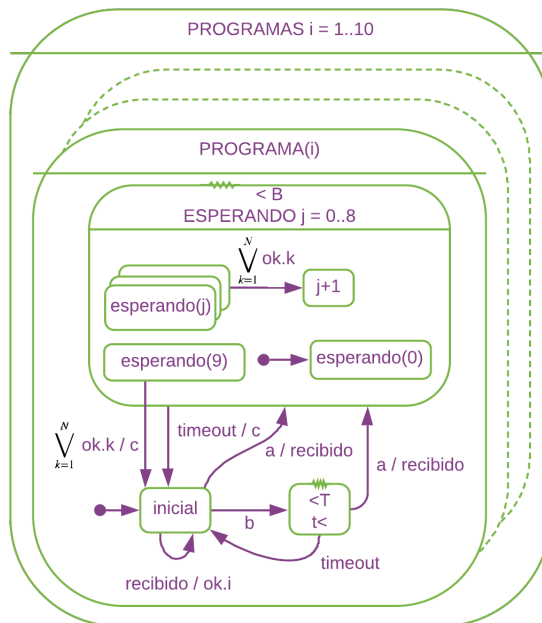 PROGRAMAS i = 1..10
PROGRAMA(i)
< B
ESPERANDO j = 0..8
N
⋁ ok.k
k=1
esperando(j)
j+1
esperando(9)
esperando(0)
N
⋁ ok.k / c
k=1
timeout / c
a / recibido
a / recibido
inicial
b
<T
t<
timeout
recibido / ok.i